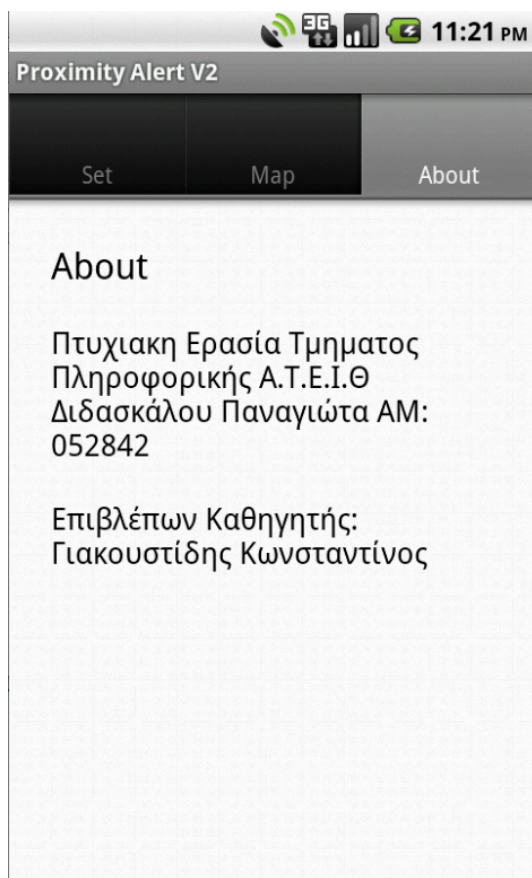 3G 11:21 PM
Proximity Alert V2
Set Map About
About
Πτυχιακη Ερασία Τμηματος
Πληροφορικής Α.Τ.Ε.Ι.Θ
Διδασκάλου Παναγιώτα ΑΜ:
052842
Επιβλέπων Καθηγητής:
Γιακουστίδης Κωνσταντίνος